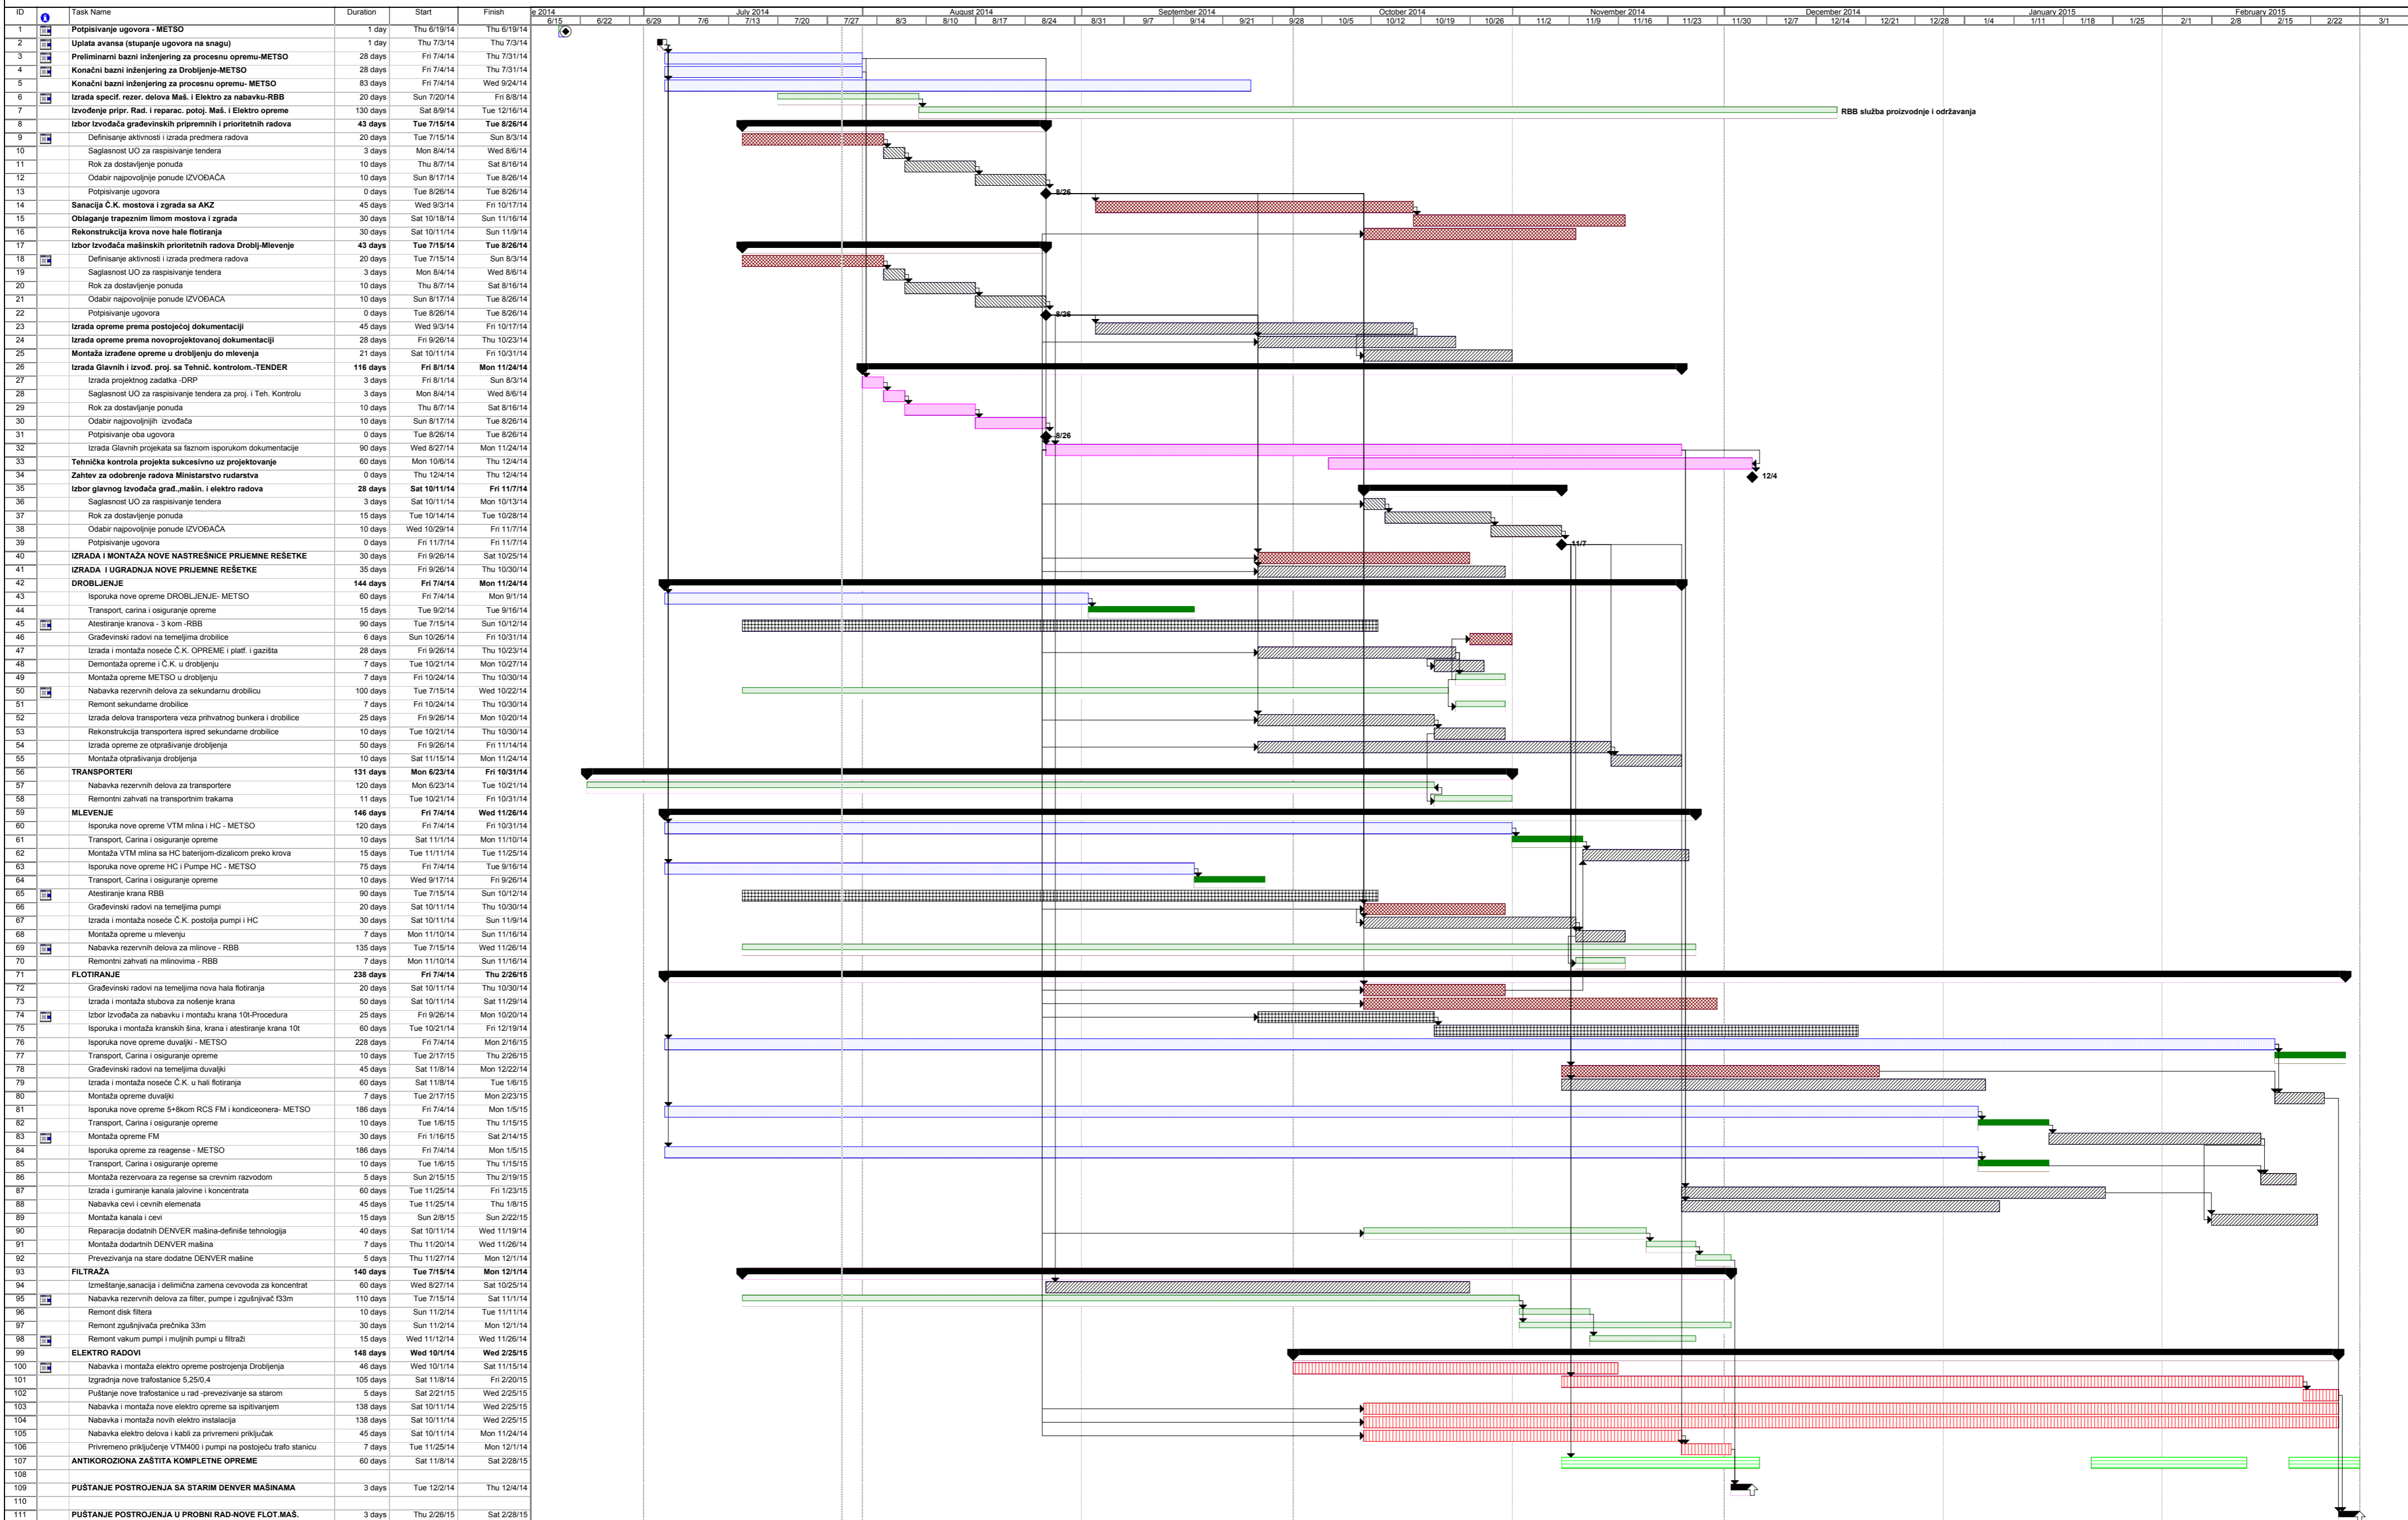 ID Task Name Duration Start Finish e 2014 July 2014 August 2014 September 2014 October 2014 November 2014 December 2014 January 2015 February 2015
6/15 6/22 6/29 7/6 7/13 7/20 7/27 8/3 8/10 8/17 8/24 8/31 9/7 9/14 9/21 9/28 10/5 10/12 10/19 10/26 11/2 11/9 11/16 11/23 11/30 12/7 12/14 12/21 12/28 1/4 1/11 1/18 1/25 2/1 2/8 2/15 2/22 3/1
1 Potpisivanje ugovora - METSO 1 day Thu 6/19/14 Thu 6/19/14
2 Uplata avansa (stupanje ugovora na snagu) 1 day Thu 7/3/14 Thu 7/3/14
3 Preliminarni bazni inženjering za procesnu opremu-METSO 28 days Fri 7/4/14 Thu 7/31/14
4 Konačni bazni inženjering za Drobljenje-METSO 28 days Fri 7/4/14 Thu 7/31/14
5 Konačni bazni inženjering za procesnu opremu- METSO 83 days Fri 7/4/14 Wed 9/24/14
6 Izrada specif. rezer. delova Maš. i Elektro za nabavku-RBB 20 days Sun 7/20/14 Fri 8/8/14
7 Izvođenje pripr. Rad. i reparac. potoj. Maš. i Elektro opreme 130 days Sat 8/9/14 Tue 12/16/14 RBB služba proizvodnje i održavanja
8 Izbor Izvođača građevinskih pripremnih i prioritetnih radova 43 days Tue 7/15/14 Tue 8/26/14
9 Definisanje aktivnosti i izrada predmera radova 20 days Tue 7/15/14 Sun 8/3/14
10 Saglasnost UO za raspisivanje tendera 3 days Mon 8/4/14 Wed 8/6/14
11 Rok za dostavljenje ponuda 10 days Thu 8/7/14 Sat 8/16/14
12 Odabir najpovoljnije ponude IZVOĐAČA 10 days Sun 8/17/14 Tue 8/26/14
13 Potpisivanje ugovora 0 days Tue 8/26/14 Tue 8/26/14 8/26
14 Sanacija Č.K. mostova i zgrada sa AKZ 45 days Wed 9/3/14 Fri 10/17/14
15 Oblaganje trapeznim limom mostova i zgrada 30 days Sat 10/18/14 Sun 11/16/14
16 Rekonstrukcija krova nove hale flotiranja 30 days Sat 10/11/14 Sun 11/9/14
17 Izbor Izvođača mašinskih prioritetnih radova Droblj-Mlevenje 43 days Tue 7/15/14 Tue 8/26/14
18 Definisanje aktivnosti i izrada predmera radova 20 days Tue 7/15/14 Sun 8/3/14
19 Saglasnost UO za raspisivanje tendera 3 days Mon 8/4/14 Wed 8/6/14
20 Rok za dostavljenje ponuda 10 days Thu 8/7/14 Sat 8/16/14
21 Odabir najpovoljnije ponude IZVOĐACA 10 days Sun 8/17/14 Tue 8/26/14
22 Potpisivanje ugovora 0 days Tue 8/26/14 Tue 8/26/14 8/26
23 Izrada opreme prema postojećoj dokumentaciji 45 days Wed 9/3/14 Fri 10/17/14
24 Izrada opreme prema novoprojektovanoj dokumentaciji 28 days Fri 9/26/14 Thu 10/23/14
25 Montaža izrađene opreme u drobljenju do mlevenja 21 days Sat 10/11/14 Fri 10/31/14
26 Izrada Glavnih i izvođ. proj. sa Tehnič. kontrolom.-TENDER 116 days Fri 8/1/14 Mon 11/24/14
27 Izrada projektnog zadatka -DRP 3 days Fri 8/1/14 Sun 8/3/14
28 Saglasnost UO za raspisivanje tendera za proj. i Teh. Kontrolu 3 days Mon 8/4/14 Wed 8/6/14
29 Rok za dostavljanje ponuda 10 days Thu 8/7/14 Sat 8/16/14
30 Odabir najpovoljnijih izvođača 10 days Sun 8/17/14 Tue 8/26/14
31 Potpisivanje oba ugovora 0 days Tue 8/26/14 Tue 8/26/14 8/26
32 Izrada Glavnih projekata sa faznom isporukom dokumentacije 90 days Wed 8/27/14 Mon 11/24/14
33 Tehnička kontrola projekta sukcesivno uz projektovanje 60 days Mon 10/6/14 Thu 12/4/14
34 Zahtev za odobrenje radova Ministarstvo rudarstva 0 days Thu 12/4/14 Thu 12/4/14 12/4
35 Izbor glavnog Izvođača građ.,mašin. i elektro radova 28 days Sat 10/11/14 Fri 11/7/14
36 Saglasnost UO za raspisivanje tendera 3 days Sat 10/11/14 Mon 10/13/14
37 Rok za dostavljenje ponuda 15 days Tue 10/14/14 Tue 10/28/14
38 Odabir najpovoljnije ponude IZVOĐAČA 10 days Wed 10/29/14 Fri 11/7/14
39 Potpisivanje ugovora 0 days Fri 11/7/14 Fri 11/7/14 11/7
40 IZRADA I MONTAŽA NOVE NASTREŠNICE PRIJEMNE REŠETKE 30 days Fri 9/26/14 Sat 10/25/14
41 IZRADA I UGRADNJA NOVE PRIJEMNE REŠETKE 35 days Fri 9/26/14 Thu 10/30/14
42 DROBLJENJE 144 days Fri 7/4/14 Mon 11/24/14
43 Isporuka nove opreme DROBLJENJE- METSO 60 days Fri 7/4/14 Mon 9/1/14
44 Transport, carina i osiguranje opreme 15 days Tue 9/2/14 Tue 9/16/14
45 Atestiranje kranova - 3 kom -RBB 90 days Tue 7/15/14 Sun 10/12/14
46 Građevinski radovi na temeljima drobilice 6 days Sun 10/26/14 Fri 10/31/14
47 Izrada i montaža noseće Č.K. OPREME i platf. i gazišta 28 days Fri 9/26/14 Thu 10/23/14
48 Demontaža opreme i Č.K. u drobljenju 7 days Tue 10/21/14 Mon 10/27/14
49 Montaža opreme METSO u drobljenju 7 days Fri 10/24/14 Thu 10/30/14
50 Nabavka rezervnih delova za sekundarnu drobilicu 100 days Tue 7/15/14 Wed 10/22/14
51 Remont sekundarne drobilice 7 days Fri 10/24/14 Thu 10/30/14
52 Izrada delova transportera veza prihvatnog bunkera i drobilice 25 days Fri 9/26/14 Mon 10/20/14
53 Rekonstrukcija transportera ispred sekundarne drobilice 10 days Tue 10/21/14 Thu 10/30/14
54 Izrada opreme ze otprašivanje drobljenja 50 days Fri 9/26/14 Fri 11/14/14
55 Montaža otprašivanja drobljenja 10 days Sat 11/15/14 Mon 11/24/14
56 TRANSPORTERI 131 days Mon 6/23/14 Fri 10/31/14
57 Nabavka rezervnih delova za transportere 120 days Mon 6/23/14 Tue 10/21/14
58 Remontni zahvati na transportnim trakama 11 days Tue 10/21/14 Fri 10/31/14
59 MLEVENJE 146 days Fri 7/4/14 Wed 11/26/14
60 Isporuka nove opreme VTM mlina i HC - METSO 120 days Fri 7/4/14 Fri 10/31/14
61 Transport, Carina i osiguranje opreme 10 days Sat 11/1/14 Mon 11/10/14
62 Montaža VTM mlina sa HC baterijom-dizalicom preko krova 15 days Tue 11/11/14 Tue 11/25/14
63 Isporuka nove opreme HC i Pumpe HC - METSO 75 days Fri 7/4/14 Tue 9/16/14
64 Transport, Carina i osiguranje opreme 10 days Wed 9/17/14 Fri 9/26/14
65 Atestiranje krana RBB 90 days Tue 7/15/14 Sun 10/12/14
66 Građevinski radovi na temeljima pumpi 20 days Sat 10/11/14 Thu 10/30/14
67 Izrada i montaža noseće Č.K. postolja pumpi i HC 30 days Sat 10/11/14 Sun 11/9/14
68 Montaža opreme u mlevenju 7 days Mon 11/10/14 Sun 11/16/14
69 Nabavka rezervnih delova za mlinove - RBB 135 days Tue 7/15/14 Wed 11/26/14
70 Remontni zahvati na mlinovima - RBB 7 days Mon 11/10/14 Sun 11/16/14
71 FLOTIRANJE 238 days Fri 7/4/14 Thu 2/26/15
72 Građevinski radovi na temeljima nova hala flotiranja 20 days Sat 10/11/14 Thu 10/30/14
73 Izrada i montaža stubova za nošenje krana 50 days Sat 10/11/14 Sat 11/29/14
74 Izbor Izvođača za nabavku i montažu krana 10t-Procedura 25 days Fri 9/26/14 Mon 10/20/14
75 Isporuka i montaža kranskih šina, krana i atestiranje krana 10t 60 days Tue 10/21/14 Fri 12/19/14
76 Isporuka nove opreme duvaljki - METSO 228 days Fri 7/4/14 Mon 2/16/15
77 Transport, Carina i osiguranje opreme 10 days Tue 2/17/15 Thu 2/26/15
78 Građevinski radovi na temeljima duvaljki 45 days Sat 11/8/14 Mon 12/22/14
79 Izrada i montaža noseće Č.K. u hali flotiranja 60 days Sat 11/8/14 Tue 1/6/15
80 Montaža opreme duvaljki 7 days Tue 2/17/15 Mon 2/23/15
81 Isporuka nove opreme 5+8kom RCS FM i kondiceonera- METSO 186 days Fri 7/4/14 Mon 1/5/15
82 Transport, Carina i osiguranje opreme 10 days Tue 1/6/15 Thu 1/15/15
83 Montaža opreme FM 30 days Fri 1/16/15 Sat 2/14/15
84 Isporuka opreme za reagense - METSO 186 days Fri 7/4/14 Mon 1/5/15
85 Transport, Carina i osiguranje opreme 10 days Tue 1/6/15 Thu 1/15/15
86 Montaža rezervoara za regense sa crevnim razvodom 5 days Sun 2/15/15 Thu 2/19/15
87 Izrada i gumiranje kanala jalovine i koncentrata 60 days Tue 11/25/14 Fri 1/23/15
88 Nabavka cevi i cevnih elemenata 45 days Tue 11/25/14 Thu 1/8/15
89 Montaža kanala i cevi 15 days Sun 2/8/15 Sun 2/22/15
90 Reparacija dodatnih DENVER mašina-definiše tehnologija 40 days Sat 10/11/14 Wed 11/19/14
91 Montaža dodartnih DENVER mašina 7 days Thu 11/20/14 Wed 11/26/14
92 Prevezivanja na stare dodatne DENVER mašine 5 days Thu 11/27/14 Mon 12/1/14
93 FILTRAŽA 140 days Tue 7/15/14 Mon 12/1/14
94 Izmeštanje,sanacija i delimična zamena cevovoda za koncentrat 60 days Wed 8/27/14 Sat 10/25/14
95 Nabavka rezervnih delova za filter, pumpe i zgušnjivač f33m 110 days Tue 7/15/14 Sat 11/1/14
96 Remont disk filtera 10 days Sun 11/2/14 Tue 11/11/14
97 Remont zgušnjivača prečnika 33m 30 days Sun 11/2/14 Mon 12/1/14
98 Remont vakum pumpi i muljnih pumpi u filtraži 15 days Wed 11/12/14 Wed 11/26/14
99 ELEKTRO RADOVI 148 days Wed 10/1/14 Wed 2/25/15
100 Nabavka i montaža elektro opreme postrojenja Drobljenja 46 days Wed 10/1/14 Sat 11/15/14
101 Izgradnja nove trafostanice 5,25/0,4 105 days Sat 11/8/14 Fri 2/20/15
102 Puštanje nove trafostanice u rad -prevezivanje sa starom 5 days Sat 2/21/15 Wed 2/25/15
103 Nabavka i montaža nove elektro opreme sa ispitivanjem 138 days Sat 10/11/14 Wed 2/25/15
104 Nabavka i montaža novih elektro instalacija 138 days Sat 10/11/14 Wed 2/25/15
105 Nabavka elektro delova i kabli za privremeni priključak 45 days Sat 10/11/14 Mon 11/24/14
106 Privremeno priključenje VTM400 i pumpi na postojeću trafo stanicu 7 days Tue 11/25/14 Mon 12/1/14
107 ANTIKOROZIONA ZAŠTITA KOMPLETNE OPREME 60 days Sat 11/8/14 Sat 2/28/15
108
109 PUŠTANJE POSTROJENJA SA STARIM DENVER MAŠINAMA 3 days Tue 12/2/14 Thu 12/4/14
110
111 PUŠTANJE POSTROJENJA U PROBNI RAD-NOVE FLOT.MAŠ. 3 days Thu 2/26/15 Sat 2/28/15